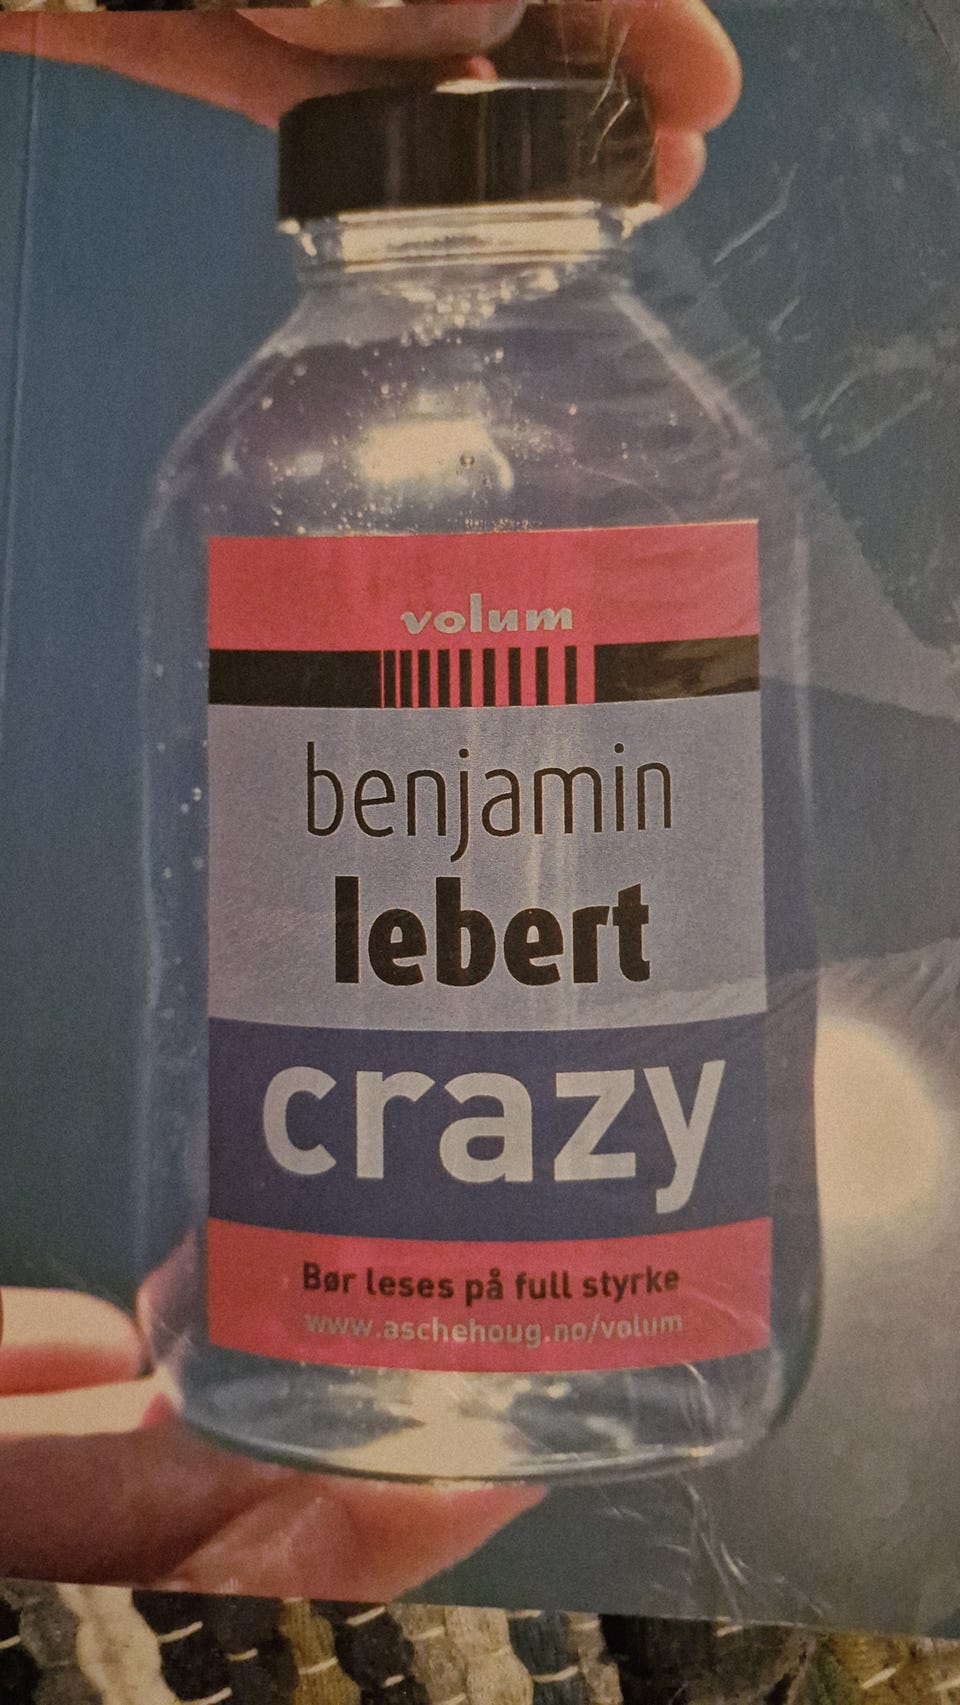 volum
benjamin
lebert
crazy
Bør leses på full styrke
www.aschehoug.no/volum